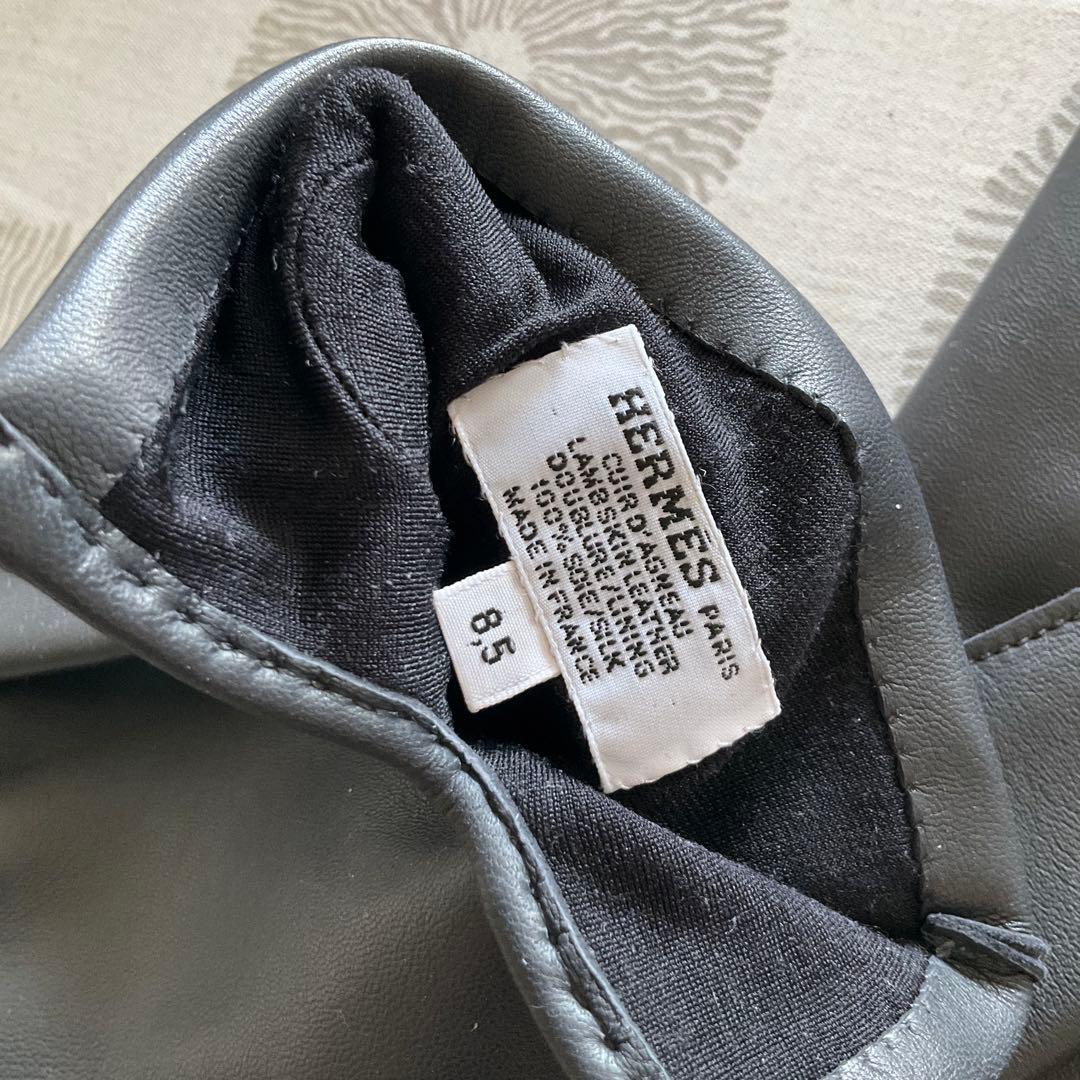 HERMES PARIS
CUIR D'AGNEAU
LAMBSKIN LEATHER
DOUBLURE/LINING
100% SOIE/SILK
MADE IN FRANCE
8,5